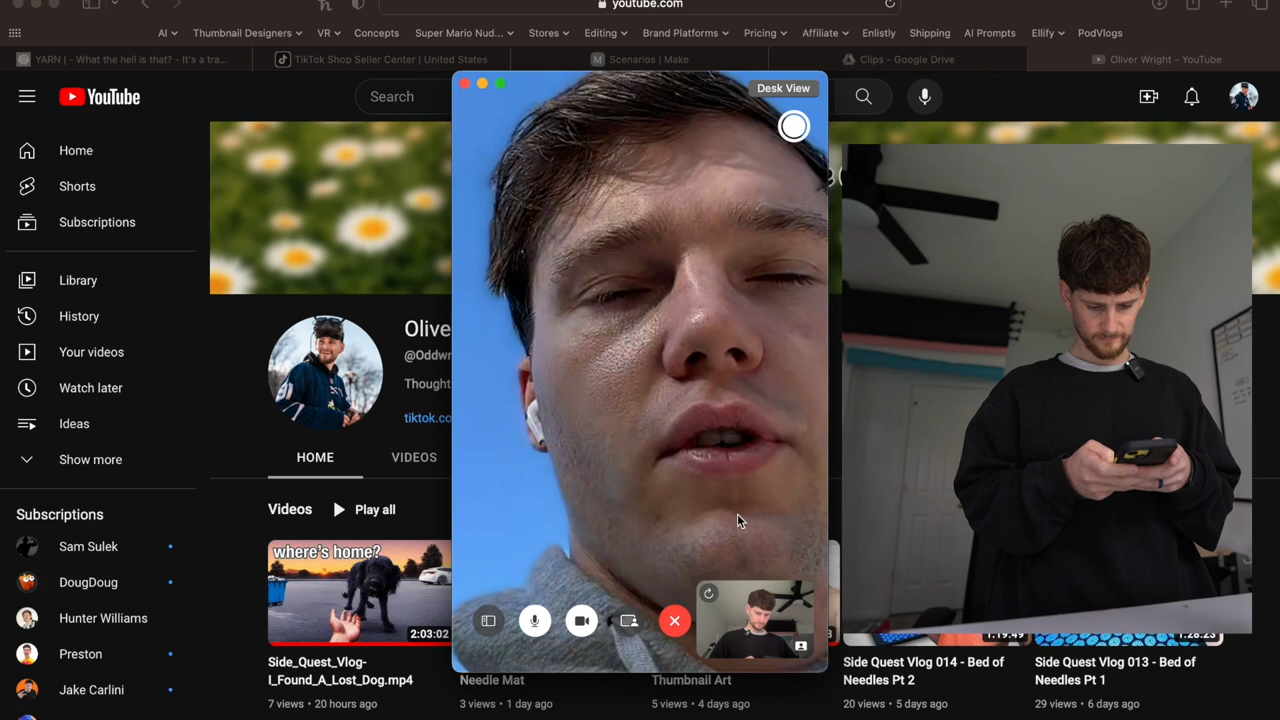 youtube.com
AI
Thumbnail Designers
VR
Concepts
Super Mario Nud...
Stores
Editing
Brand Platforms
Pricing
Affiliate
Enlistly
Shipping
AI Prompts
Ellify
PodVlogs
YARN | - What the hell is that? - It's a tra...
TikTok Shop Seller Center | United States
M Scenarios | Make
Clips - Google Drive
Oliver Wright - YouTube
YouTube
Search
Desk View
Home
Shorts
Subscriptions
Library
History
Your videos
Watch later
Ideas
Show more
Subscriptions
Sam Sulek
DougDoug
Hunter Williams
Preston
Jake Carlini
Olive
@Oddwr
Thought
tiktok.co
HOME
VIDEOS
Videos
Play all
where's home?
2:03:02
Side_Quest_Vlog-
I_Found_A_Lost_Dog.mp4
7 views • 20 hours ago
Needle Mat
3 views • 1 day ago
Thumbnail Art
5 views • 4 days ago
1:19:49
Side Quest Vlog 014 - Bed of
Needles Pt 2
20 views • 5 days ago
1:28:23
Side Quest Vlog 013 - Bed of
Needles Pt 1
29 views • 6 days ago